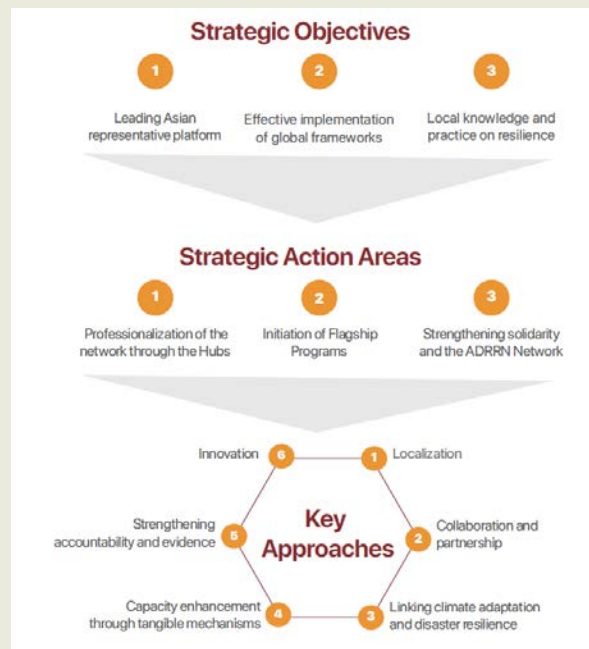 Strategic Objectives
1
2
3
Leading Asian
representative platform
Effective implementation
of global frameworks
Local knowledge and
practice on resilience
Strategic Action Areas
1
2
3
Professionalization of the
network through the Hubs
Initiation of Flagship
Programs
Strengthening solidarity
and the ADRRN Network
Key
Approaches
1
Localization
2
Collaboration and
partnership
3
Linking climate adaptation
and disaster resilience
4
Capacity enhancement
through tangible mechanisms
5
Strengthening
accountability and evidence
6
Innovation